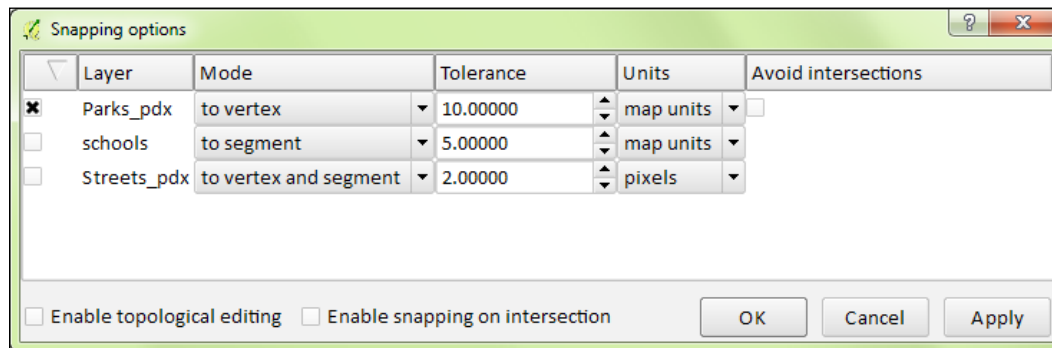 Snapping options
Layer Mode Tolerance Units Avoid intersections
Parks_pdx to vertex 10.00000 map units
schools to segment 5.00000 map units
Streets_pdx to vertex and segment 2.00000 pixels
Enable topological editing Enable snapping on intersection OK Cancel Apply